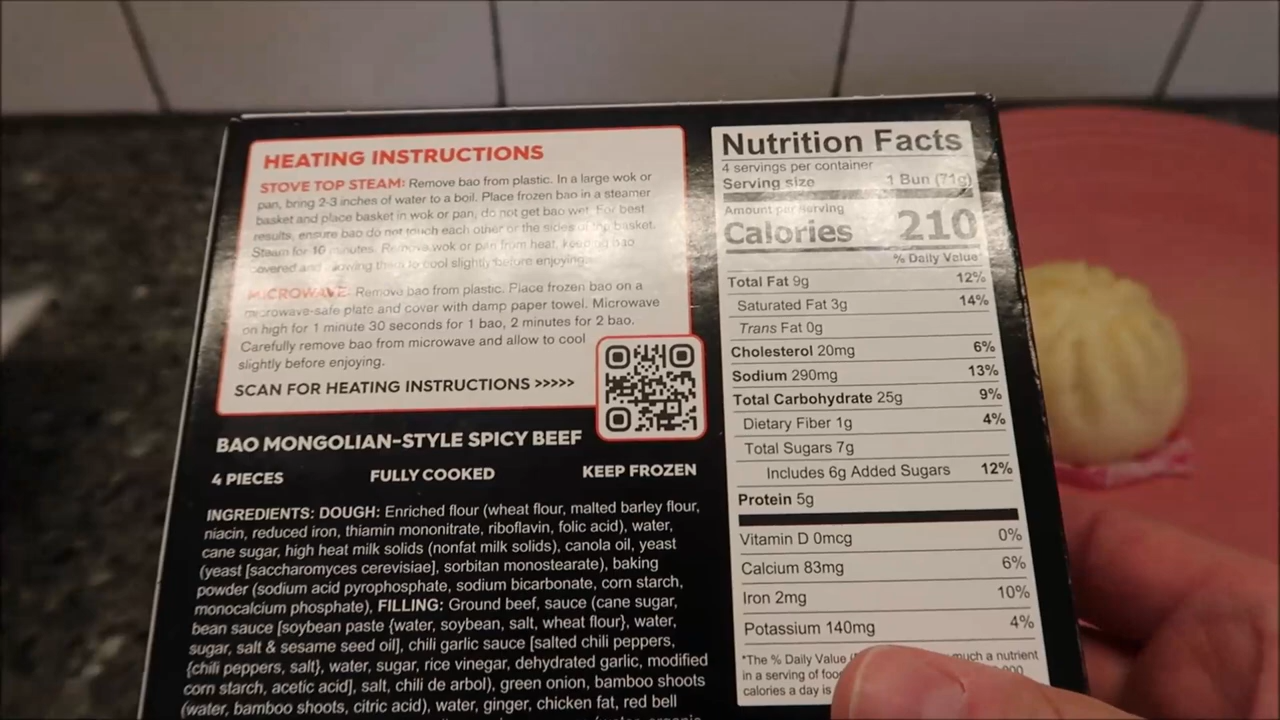 HEATING INSTRUCTIONS
STOVE TOP STEAM: Remove bao from plastic. In a large wok or
pan, bring 2-3 inches of water to a boil. Place frozen bao in a steamer
basket and place basket in wok or pan, do not get bao wet. For best
results, ensure bao do not touch each other or the sides of the basket.
Steam for 10 minutes. Remove wok or pan from heat, keeping bao
covered and allowing them to cool slightly before enjoying.
MICROWAVE: Remove bao from plastic. Place frozen bao on a
microwave-safe plate and cover with damp paper towel. Microwave
on high for 1 minute 30 seconds for 1 bao, 2 minutes for 2 bao.
Carefully remove bao from microwave and allow to cool
slightly before enjoying.
SCAN FOR HEATING INSTRUCTIONS >>>>>
BAO MONGOLIAN-STYLE SPICY BEEF
4 PIECES FULLY COOKED KEEP FROZEN
INGREDIENTS: DOUGH: Enriched flour (wheat flour, malted barley flour,
niacin, reduced iron, thiamin mononitrate, riboflavin, folic acid), water,
cane sugar, high heat milk solids (nonfat milk solids), canola oil, yeast
(yeast [saccharomyces cerevisiae], sorbitan monostearate), baking
powder (sodium acid pyrophosphate, sodium bicarbonate, corn starch,
monocalcium phosphate), FILLING: Ground beef, sauce (cane sugar,
bean sauce [soybean paste {water, soybean, salt, wheat flour}, water,
sugar, salt & sesame seed oil], chili garlic sauce [salted chili peppers,
{chili peppers, salt}, water, sugar, rice vinegar, dehydrated garlic, modified
corn starch, acetic acid], salt, chili de arbol), green onion, bamboo shoots
(water, bamboo shoots, citric acid), water, ginger, chicken fat, red bell
Nutrition Facts
4 servings per container
Serving size 1 Bun (71g)
Amount per serving
Calories 210
% Daily Value*
Total Fat 9g 12%
Saturated Fat 3g 14%
Trans Fat 0g
Cholesterol 20mg 6%
Sodium 290mg 13%
Total Carbohydrate 25g 9%
Dietary Fiber 1g 4%
Total Sugars 7g
Includes 6g Added Sugars 12%
Protein 5g
Vitamin D 0mcg 0%
Calcium 83mg 6%
Iron 2mg 10%
Potassium 140mg 4%
*The % Daily Value much a nutrient
in a serving of
calories a day is